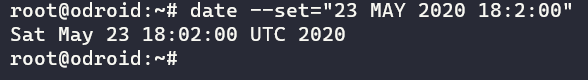 root@odroid:~# date --set="23 MAY 2020 18:2:00"
Sat May 23 18:02:00 UTC 2020
root@odroid:~#